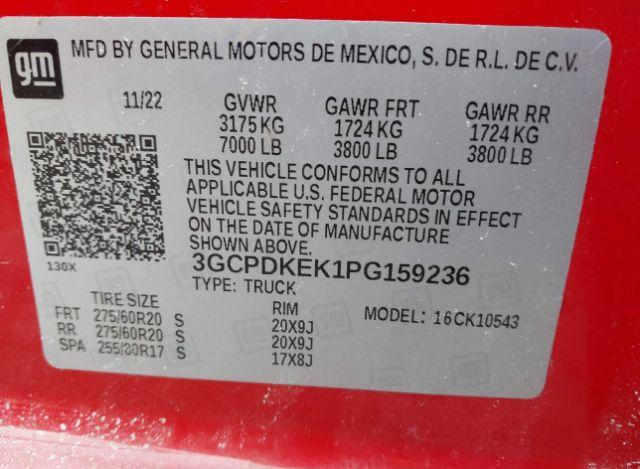 gm
MFD BY GENERAL MOTORS DE MEXICO, S. DE R.L. DE C.V.
11/22 GVWR GAWR FRT GAWR RR
3175 KG 1724 KG 1724 KG
7000 LB 3800 LB 3800 LB
THIS VEHICLE CONFORMS TO ALL
APPLICABLE U.S. FEDERAL MOTOR
VEHICLE SAFETY STANDARDS IN EFFECT
ON THE DATE OF MANUFACTURE
SHOWN ABOVE.
130X
3GCPDKEK1PG159236
TYPE: TRUCK
TIRE SIZE RIM MODEL: 16CK10543
FRT 275/60R20 S 20X9J
RR 275/60R20 S 20X9J
SPA 255/80R17 S 17X8J